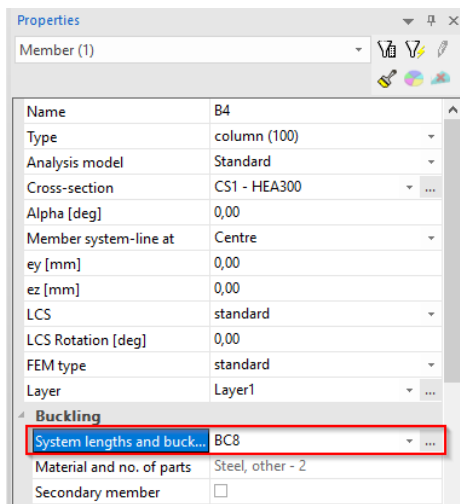 Properties
Member (1)
Name B4
Type column (100)
Analysis model Standard
Cross-section CS1 - HEA300 ...
Alpha [deg] 0,00
Member system-line at Centre
ey [mm] 0,00
ez [mm] 0,00
LCS standard
LCS Rotation [deg] 0,00
FEM type standard
Layer Layer1 ...
Buckling
System lengths and buck... BC8 ...
Material and no. of parts Steel, other - 2
Secondary member